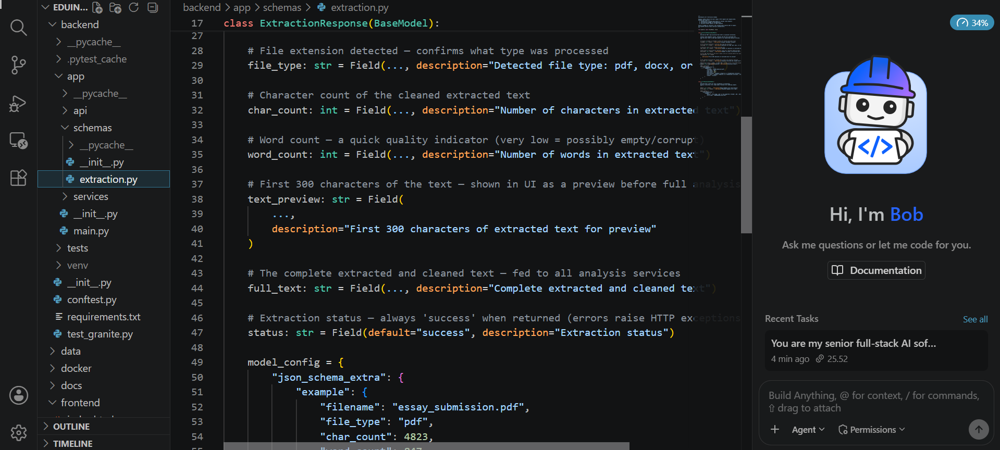 EDUIN...
backend
__pycache__
.pytest_cache
app
__pycache__
api
schemas
__pycache__
__init__.py
extraction.py
services
__init__.py
main.py
tests
venv
__init__.py
conftest.py
requirements.txt
test_granite.py
data
docker
docs
frontend
OUTLINE
TIMELINE
backend > app > schemas > extraction.py
17 class ExtractionResponse(BaseModel):
27
28 # File extension detected — confirms what type was processed
29 file_type: str = Field(..., description="Detected file type: pdf, docx, or
30
31 # Character count of the cleaned extracted text
32 char_count: int = Field(..., description="Number of characters in extracted text")
33
34 # Word count — a quick quality indicator (very low = possibly empty/corrupt)
35 word_count: int = Field(..., description="Number of words in extracted text")
36
37 # First 300 characters of the text — shown in UI as a preview before full analysis
38 text_preview: str = Field(
39 ...,
40 description="First 300 characters of extracted text for preview"
41 )
42
43 # The complete extracted and cleaned text — fed to all analysis services
44 full_text: str = Field(..., description="Complete extracted and cleaned text")
45
46 # Extraction status — always 'success' when returned (errors raise HTTP exceptions
47 status: str = Field(default="success", description="Extraction status")
48
49 model_config = {
50 "json_schema_extra": {
51 "example": {
52 "filename": "essay_submission.pdf",
53 "file_type": "pdf",
54 "char_count": 4823,
34%
</>
Hi, I'm Bob
Ask me questions or let me code for you.
Documentation
Recent Tasks
See all
You are my senior full-stack AI sof...
4 min ago 25.52
Build Anything, @ for context, / for commands,
⇧ drag to attach
+ Agent Permissions